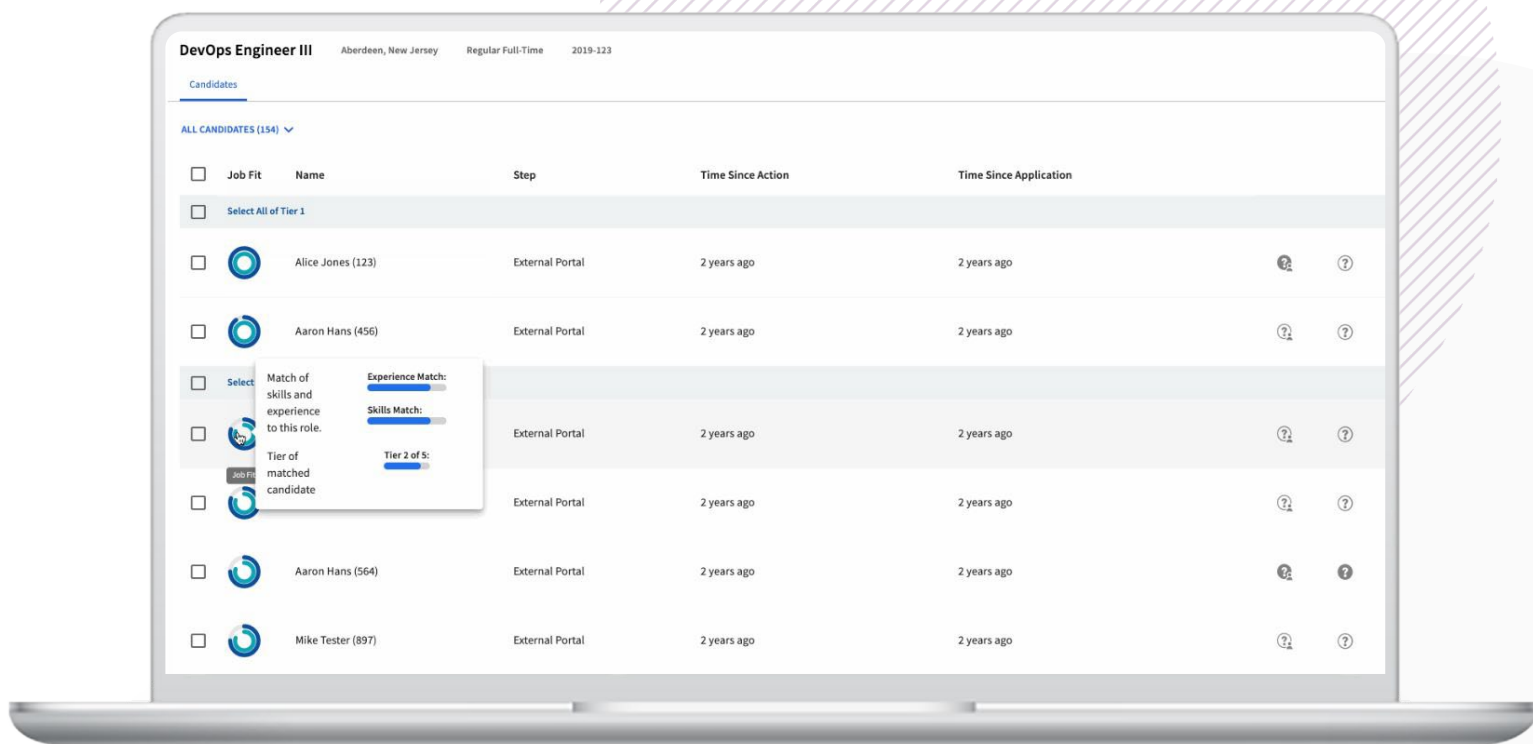 DevOps Engineer III Aberdeen, New Jersey Regular Full-Time 2019-123
Candidates
ALL CANDIDATES (154)
Job Fit Name Step Time Since Action Time Since Application
Select All of Tier 1
Alice Jones (123) External Portal 2 years ago 2 years ago ? ?
Aaron Hans (456) External Portal 2 years ago 2 years ago ? ?
Select
Match of
skills and
experience
to this role.
Experience Match:
Skills Match:
Tier of
matched
candidate
Tier 2 of 5:
External Portal 2 years ago 2 years ago ? ?
Job Fit
External Portal 2 years ago 2 years ago ? ?
Aaron Hans (564) External Portal 2 years ago 2 years ago ? ?
Mike Tester (897) External Portal 2 years ago 2 years ago ? ?